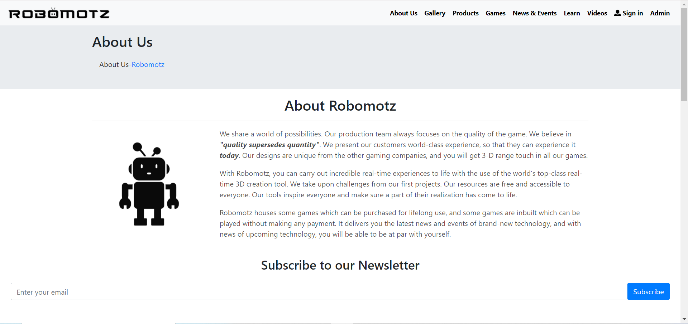 ROBOMOTZ
About Us Gallery Products Games News & Events Learn Videos Sign in Admin
About Us
About Us Robomotz
About Robomotz
We share a world of possibilities. Our production team always focuses on the quality of the game. We believe in
"quality supersedes quantity". We present our customers world-class experience, so that they can experience it
today. Our designs are unique from the other gaming companies, and you will get 3-D range touch in all our games.
With Robomotz, you can carry out incredible real-time experiences to life with the use of the world's top-class real-
time 3D creation tool. We take upon challenges from our first projects. Our resources are free and accessible to
everyone. Our tools inspire everyone and make sure a part of their realization has come to life.
Robomotz houses some games which can be purchased for lifelong use, and some games are inbuilt which can be
played without making any payment. It delivers you the latest news and events of brand new technology, and with
news of upcoming technology, you will be able to be at par with yourself.
Subscribe to our Newsletter
Enter your email
Subscribe